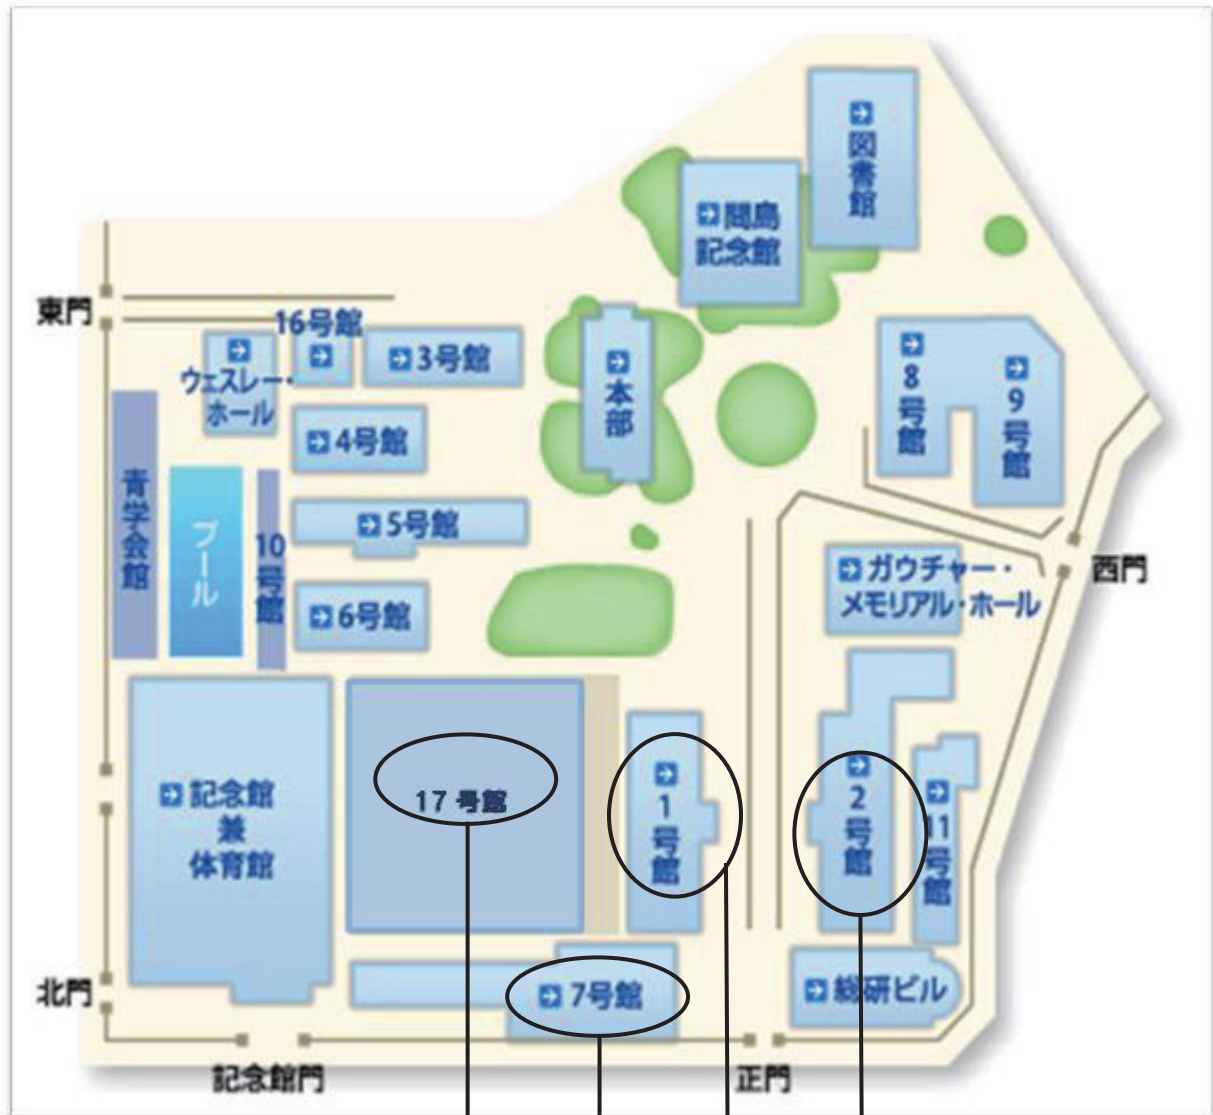 図書館
間島
記念館
東門
16号館
3号館
ウェスレー・
ホール
本部
8号館
9号館
4号館
青学会館
プール
10号館
5号館
ガウチャー・
メモリアル・ホール
西門
6号館
記念館
兼
体育館
17 号館
1号館
2号館
11号館
北門
7号館
総研ビル
記念館門
正門